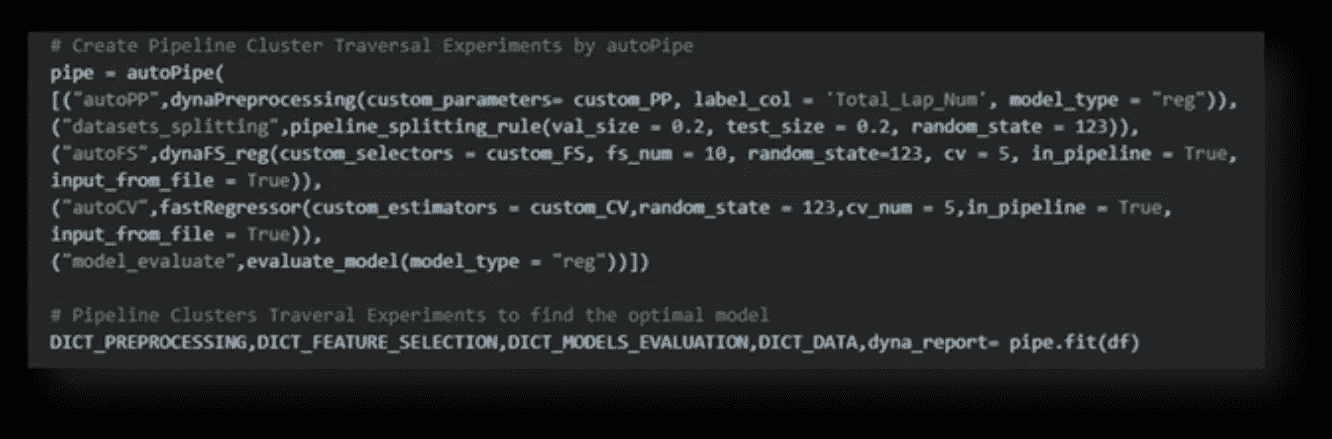 # Create Pipeline Cluster Traversal Experiments by autoPipe
pipe = autoPipe(
[("autoPP",dynaPreprocessing(custom_parameters= custom_PP, label_col = 'Total_Lap_Num', model_type = "reg")),
("datasets_splitting",pipeline_splitting_rule(val_size = 0.2, test_size = 0.2, random_state = 123)),
("autoFS",dynaFS_reg(custom_selectors = custom_FS, fs_num = 10, random_state=123, cv = 5, in_pipeline = True,
input_from_file = True)),
("autoCV",fastRegressor(custom_estimators = custom_CV,random_state = 123,cv_num = 5,in_pipeline = True,
input_from_file = True)),
("model_evaluate",evaluate_model(model_type = "reg"))])
# Pipeline Clusters Traveral Experiments to find the optimal model
DICT_PREPROCESSING,DICT_FEATURE_SELECTION,DICT_MODELS_EVALUATION,DICT_DATA,dyna_report= pipe.fit(df)